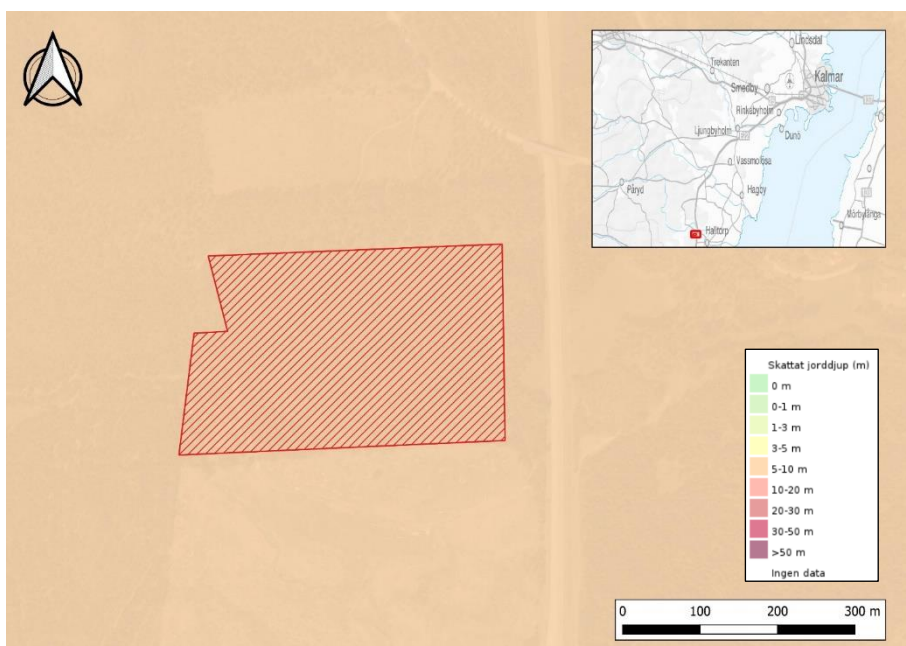 Lindsdal
Trekanten
Kalmar
Smedby
Rinkabyholm
Ljungbyholm
Dunö
Vassmolösa
Påryd
Hagby
Mörbylånga
Halltorp
Skattat jorddjup (m)
0 m
0-1 m
1-3 m
3-5 m
5-10 m
10-20 m
20-30 m
30-50 m
>50 m
Ingen data
0 100 200 300 m